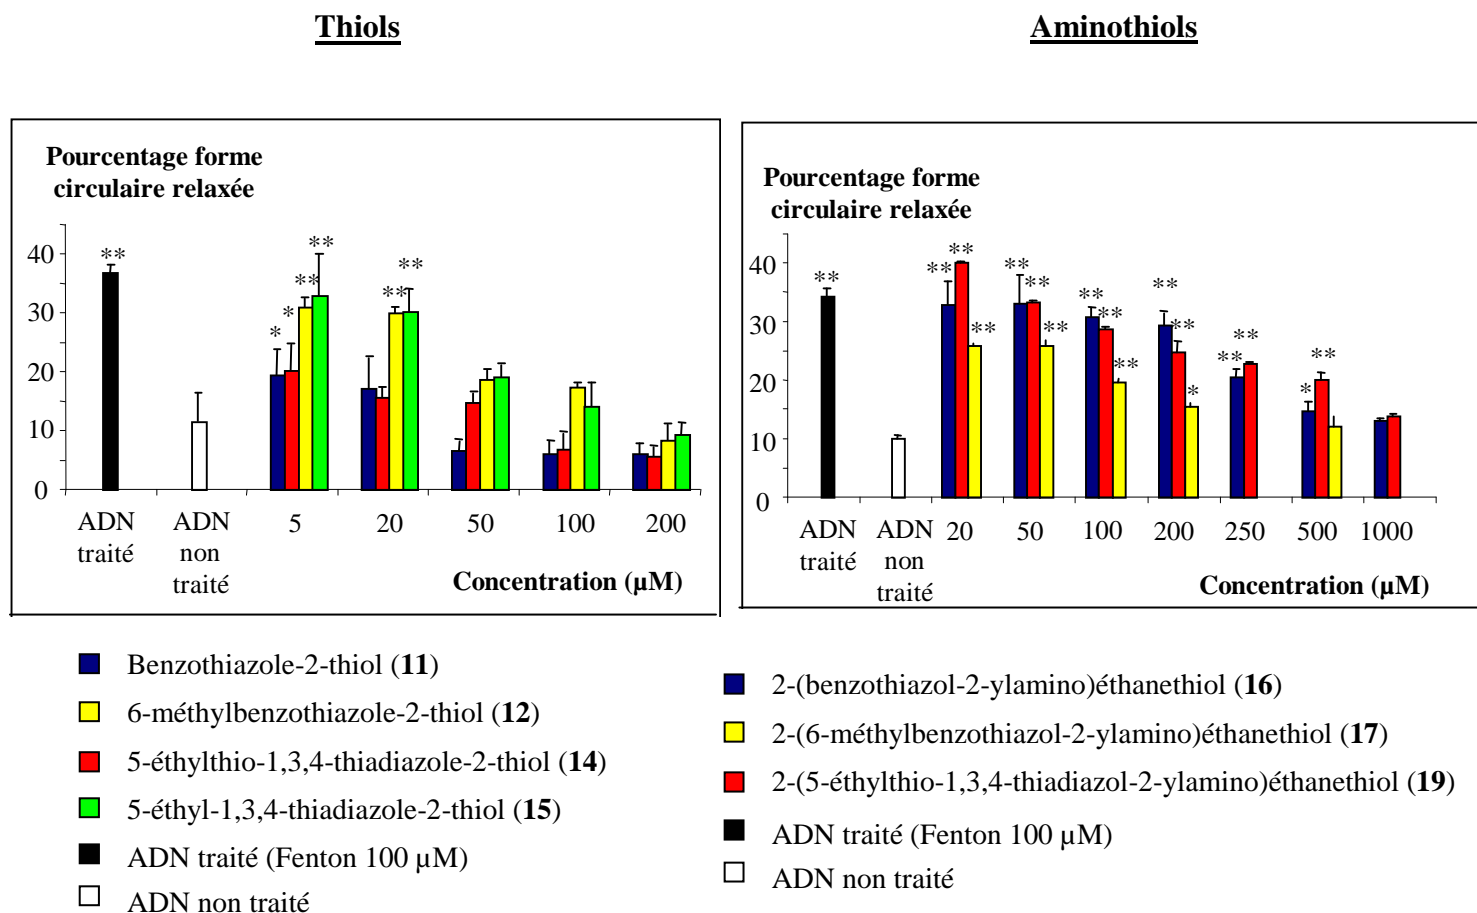 Thiols
Pourcentage forme
circulaire relaxée
40
30
20
10
0
** * * ** ** ** **
ADN
traité
ADN
non
traité
5 20 50 100 200
Concentration (µM)
Benzothiazole-2-thiol (11)
6-méthylbenzothiazole-2-thiol (12)
5-éthylthio-1,3,4-thiadiazole-2-thiol (14)
5-éthyl-1,3,4-thiadiazole-2-thiol (15)
ADN traité (Fenton 100 µM)
ADN non traité
Aminothiols
Pourcentage forme
circulaire relaxée
40
30
20
10
0
** ** ** ** ** ** ** ** ** ** ** ** * ** ** * **
ADN
traité
ADN
non
traité
20 50 100 200 250 500 1000
Concentration (µM)
2-(benzothiazol-2-ylamino)éthanethiol (16)
2-(6-méthylbenzothiazol-2-ylamino)éthanethiol (17)
2-(5-éthylthio-1,3,4-thiadiazol-2-ylamino)éthanethiol (19)
ADN traité (Fenton 100 µM)
ADN non traité